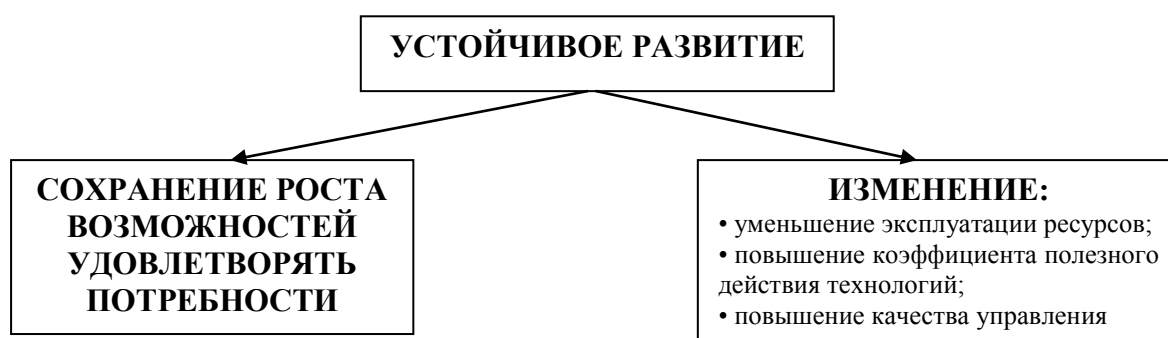 УСТОЙЧИВОЕ РАЗВИТИЕ
СОХРАНЕНИЕ РОСТА
ВОЗМОЖНОСТЕЙ
УДОВЛЕТВОРЯТЬ
ПОТРЕБНОСТИ
ИЗМЕНЕНИЕ:
• уменьшение эксплуатации ресурсов;
• повышение коэффициента полезного
действия технологий;
• повышение качества управления